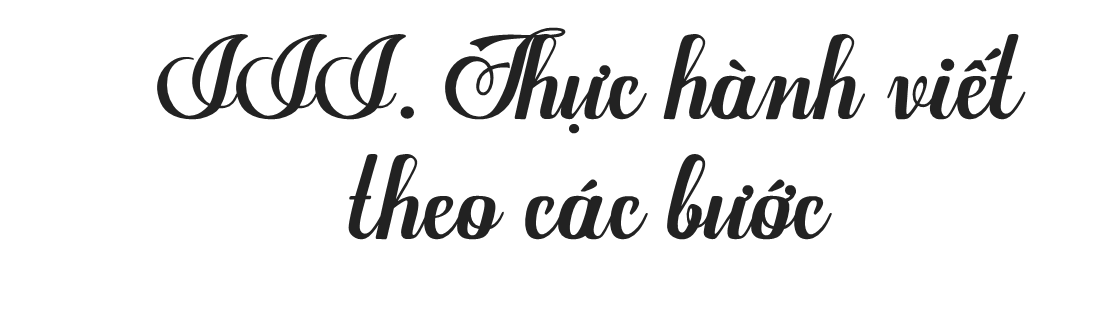 III. Thực hành viết
theo các bước